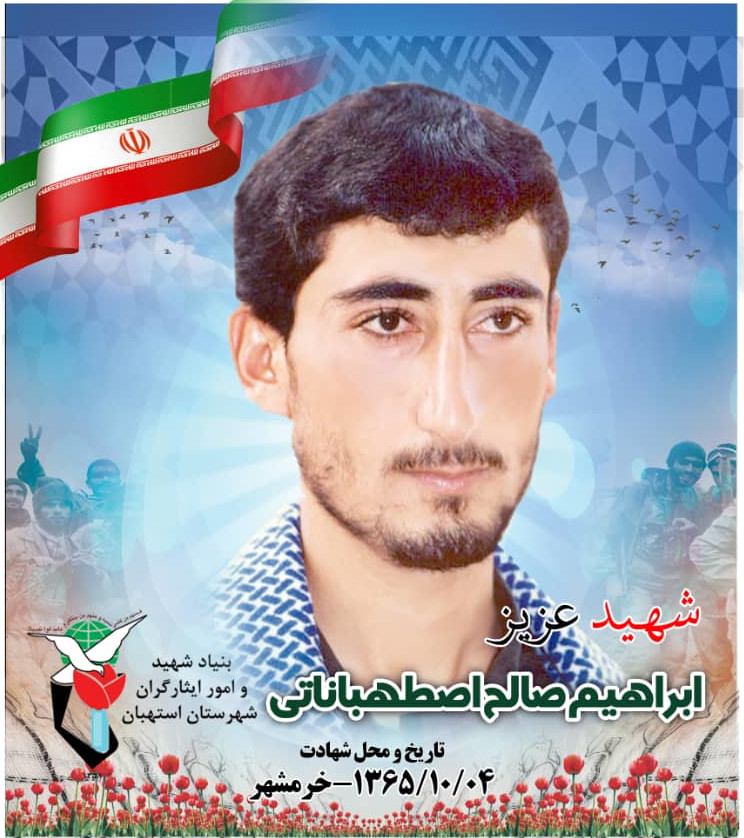 شهید عزیز
ابراهیم صالح اصطهباناتی
بنیاد شهید
و امور ایثارگران
شهرستان استهبان
تاریخ و محل شهادت
۱۳۶۵/۱۰/۰۴-خرمشهر